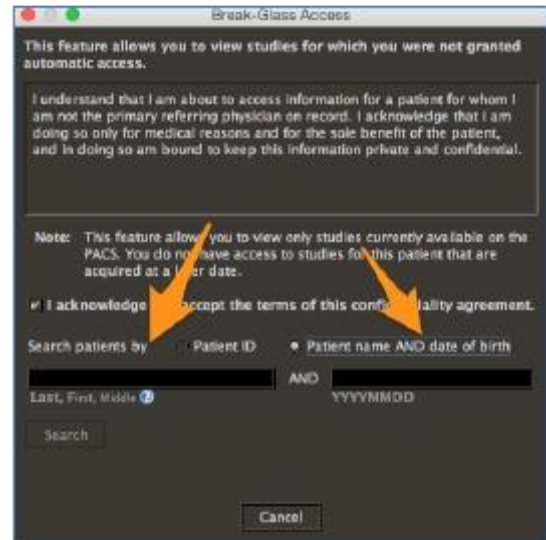 Break-Glass Access
This feature allows you to view studies for which you were not granted
automatic access.
I understand that I am about to access information for a patient for whom I
am not the primary referring physician on record. I acknowledge that I am
doing so only for medical reasons and for the sole benefit of the patient,
and in doing so am bound to keep this information private and confidential.
Note: This feature allows you to view only studies currently available on the
PACS. You do not have access to studies for this patient that are
acquired at a later date.
I acknowledge accept the terms of this agreement.
Search patients by Patient ID Patient name AND date of birth
AND
Last, First, Middle ?
YYYYMMDD
Search
Cancel